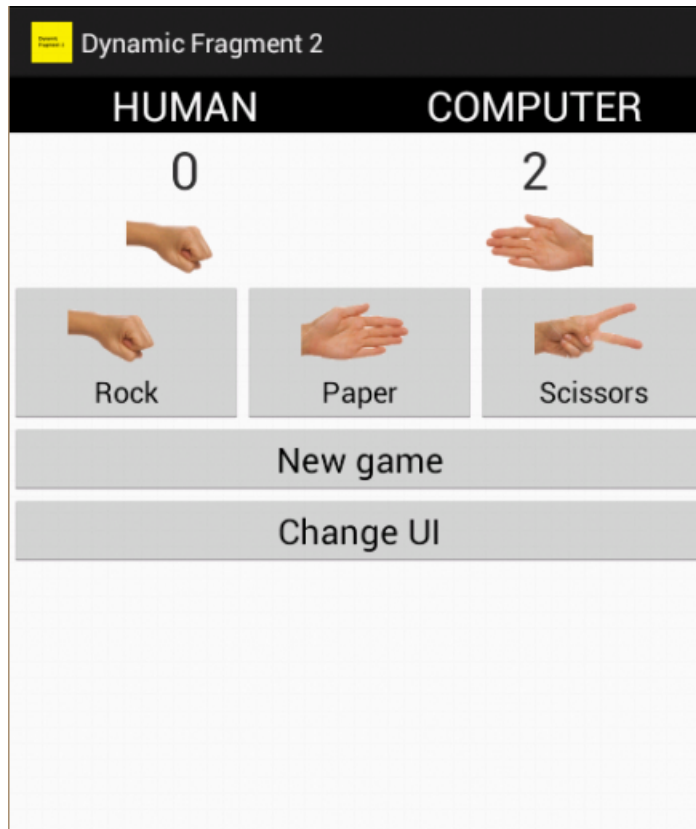 Dynamic Fragment 2
HUMAN COMPUTER
0 2
Rock Paper Scissors
New game
Change UI